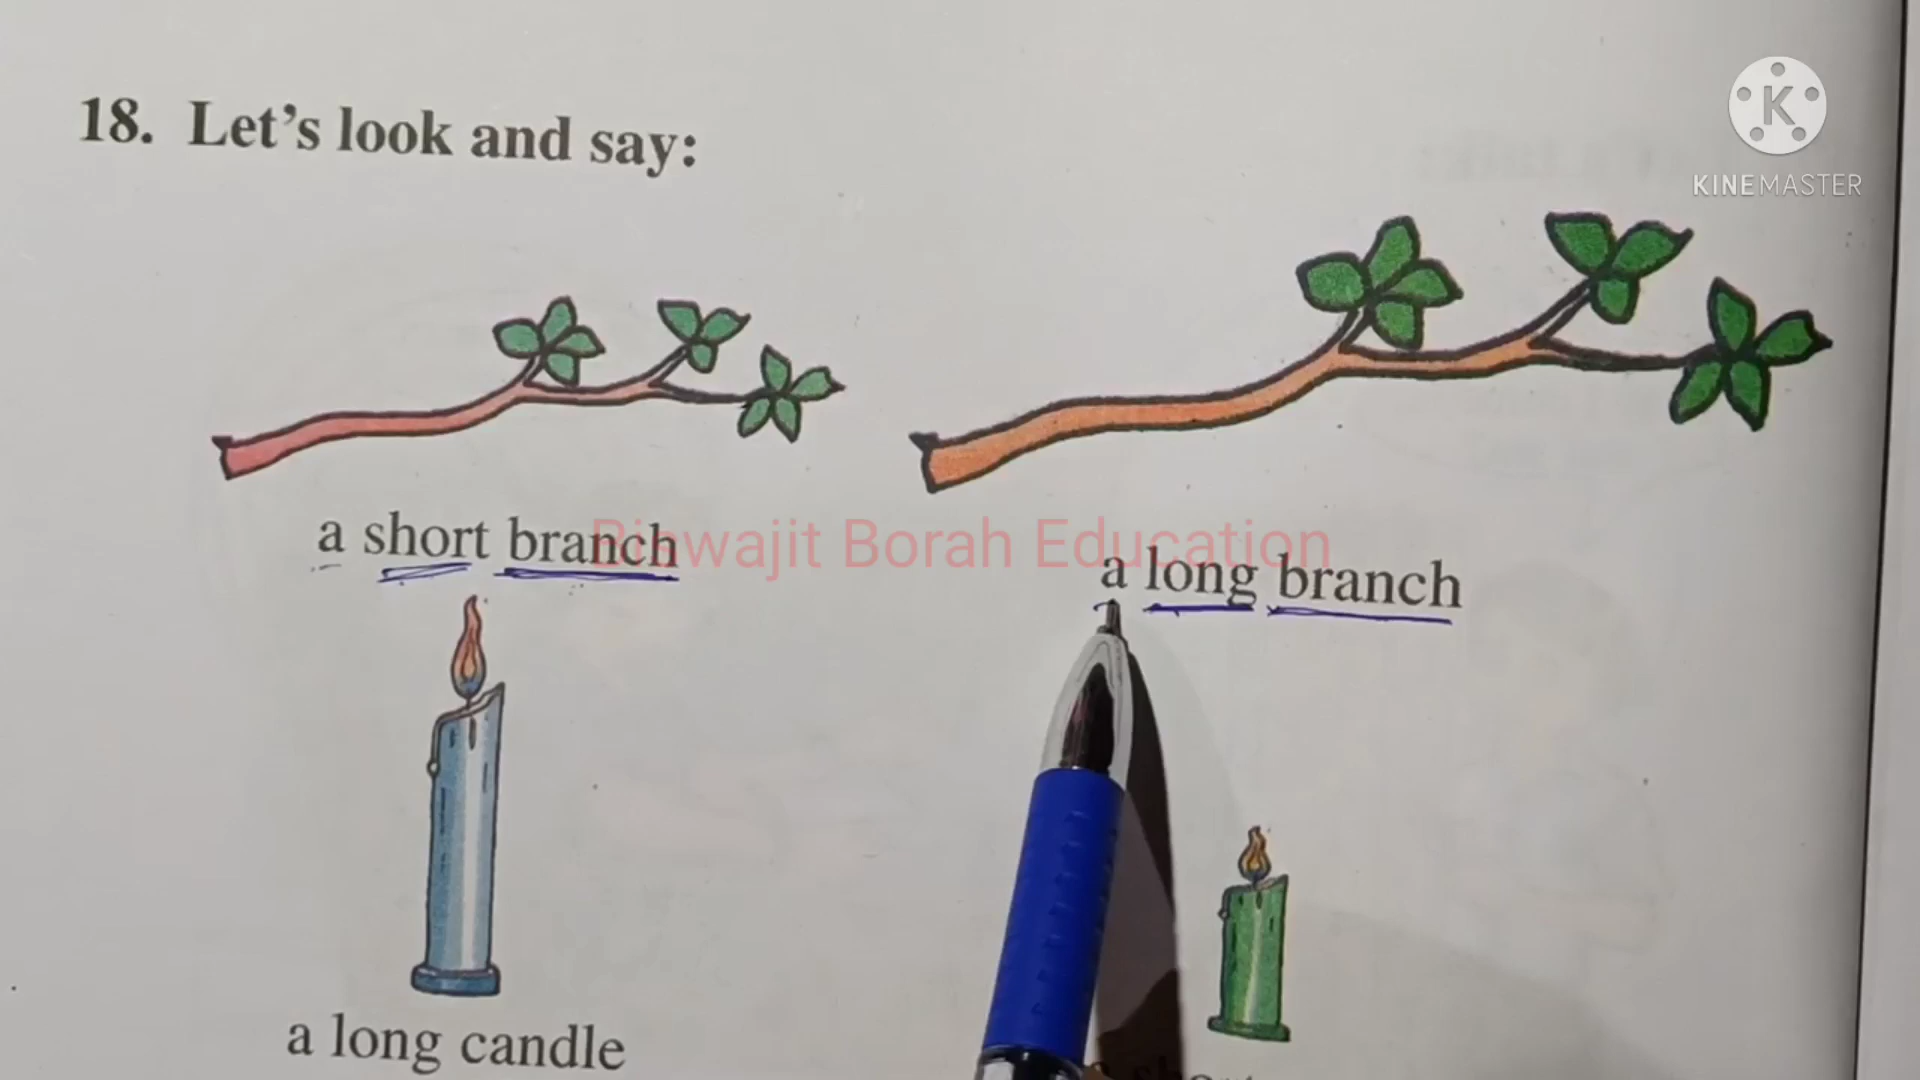 18. Let's look and say:
KINEMASTER
a short branch
Biswajit Borah Education
a long branch
a long candle